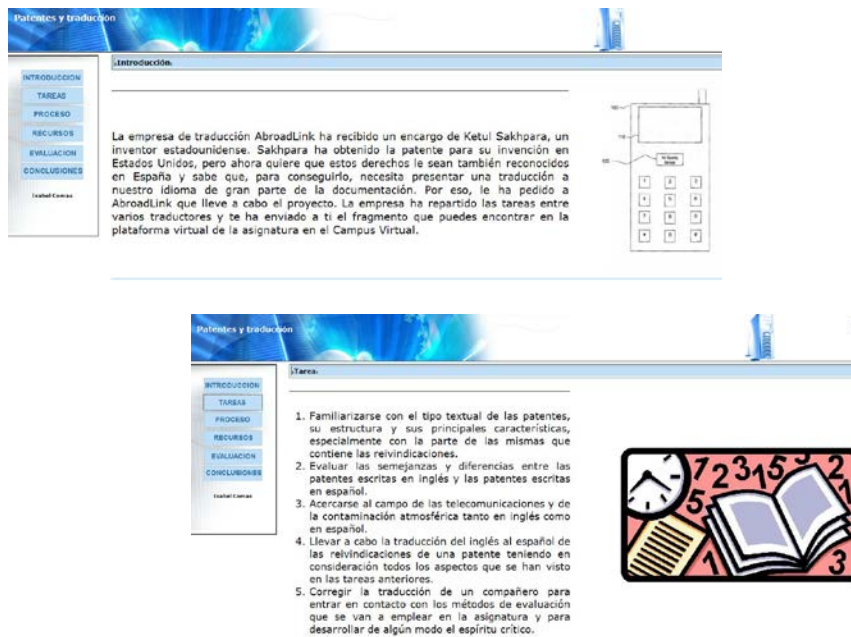 Patentes y traducción
Introducción
INTRODUCCION
TAREAS
PROCESO
RECURSOS
EVALUACION
CONCLUSIONES
Isabel Comas
La empresa de traducción AbroadLink ha recibido un encargo de Ketul Sakhpara, un
inventor estadounidense. Sakhpara ha obtenido la patente para su invención en
Estados Unidos, pero ahora quiere que estos derechos le sean también reconocidos
en España y sabe que, para conseguirlo, necesita presentar una traducción a
nuestro idioma de gran parte de la documentación. Por eso, le ha pedido a
AbroadLink que lleve a cabo el proyecto. La empresa ha repartido las tareas entre
varios traductores y te ha enviado a ti el fragmento que puedes encontrar en la
plataforma virtual de la asignatura en el Campus Virtual.
Patentes y traducción
Tarea
INTRODUCCION
TAREAS
PROCESO
RECURSOS
EVALUACION
CONCLUSIONES
Isabel Comas
1. Familiarizarse con el tipo textual de las patentes,
su estructura y sus principales características,
especialmente con la parte de las mismas que
contiene las reivindicaciones.
2. Evaluar las semejanzas y diferencias entre las
patentes escritas en inglés y las patentes escritas
en español.
3. Acercarse al campo de las telecomunicaciones y de
la contaminación atmosférica tanto en inglés como
en español.
4. Llevar a cabo la traducción del inglés al español de
las reivindicaciones de una patente teniendo en
consideración todos los aspectos que se han visto
en las tareas anteriores.
5. Corregir la traducción de un compañero para
entrar en contacto con los métodos de evaluación
que se van a emplear en la asignatura y para
desarrollar de algún modo el espíritu crítico.